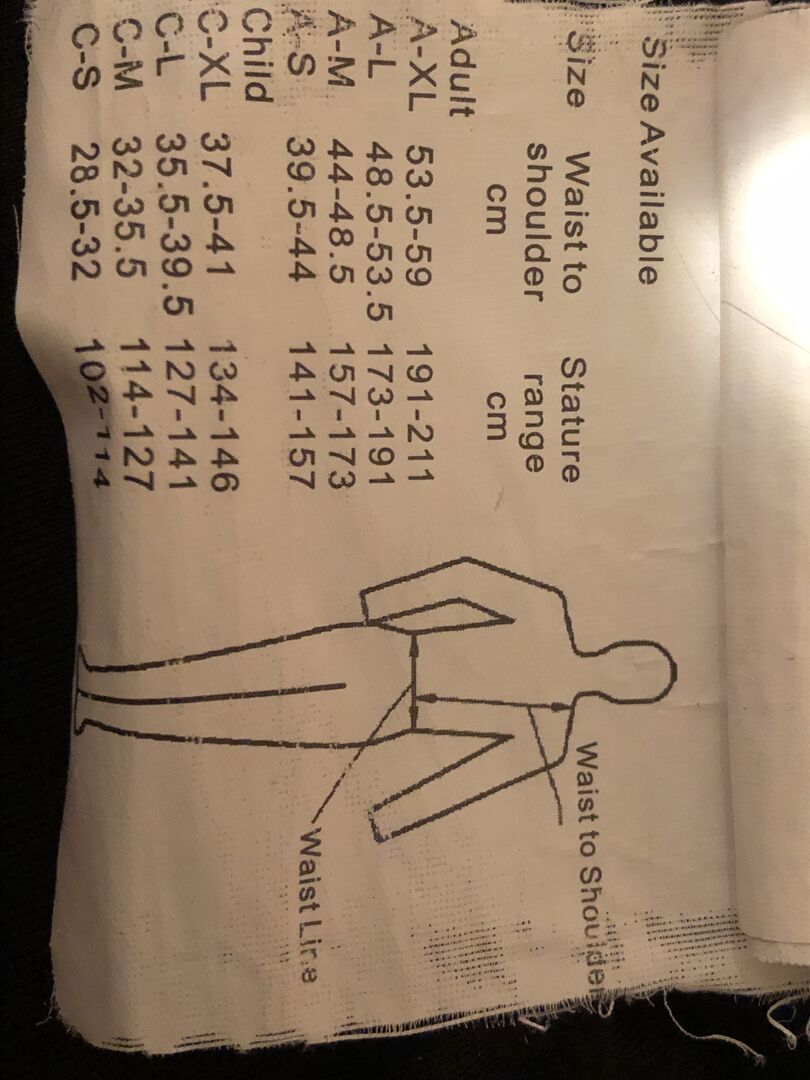 Size Available
Size Waist to Stature
shoulder range
cm cm
Adult
A-XL 53.5-59 191-211
A-L 48.5-53.5 173-191
A-M 44-48.5 157-173
A-S 39.5-44 141-157
Child
C-XL 37.5-41 134-146
C-L 35.5-39.5 127-141
C-M 32-35.5 114-127
C-S 28.5-32 102-114
Waist to Shoulder
Waist Line